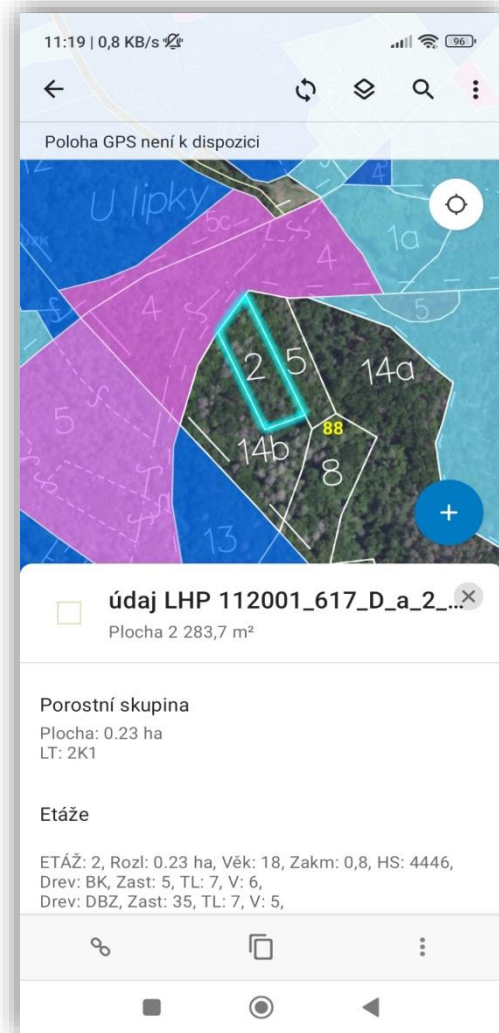 11:19 | 0,8 KB/s
96
Poloha GPS není k dispozici
12
4
U lipky
5c
4
1a
5
4
2
5
14a
5
88
14b
8
13
údaj LHP 112001_617_D_a_2_...
Plocha 2 283,7 m²
Porostní skupina
Plocha: 0.23 ha
LT: 2K1
Etáže
ETÁŽ: 2, Rozl: 0.23 ha, Věk: 18, Zakm: 0,8, HS: 4446,
Drev: BK, Zast: 5, TL: 7, V: 6,
Drev: DBZ, Zast: 35, TL: 7, V: 5,